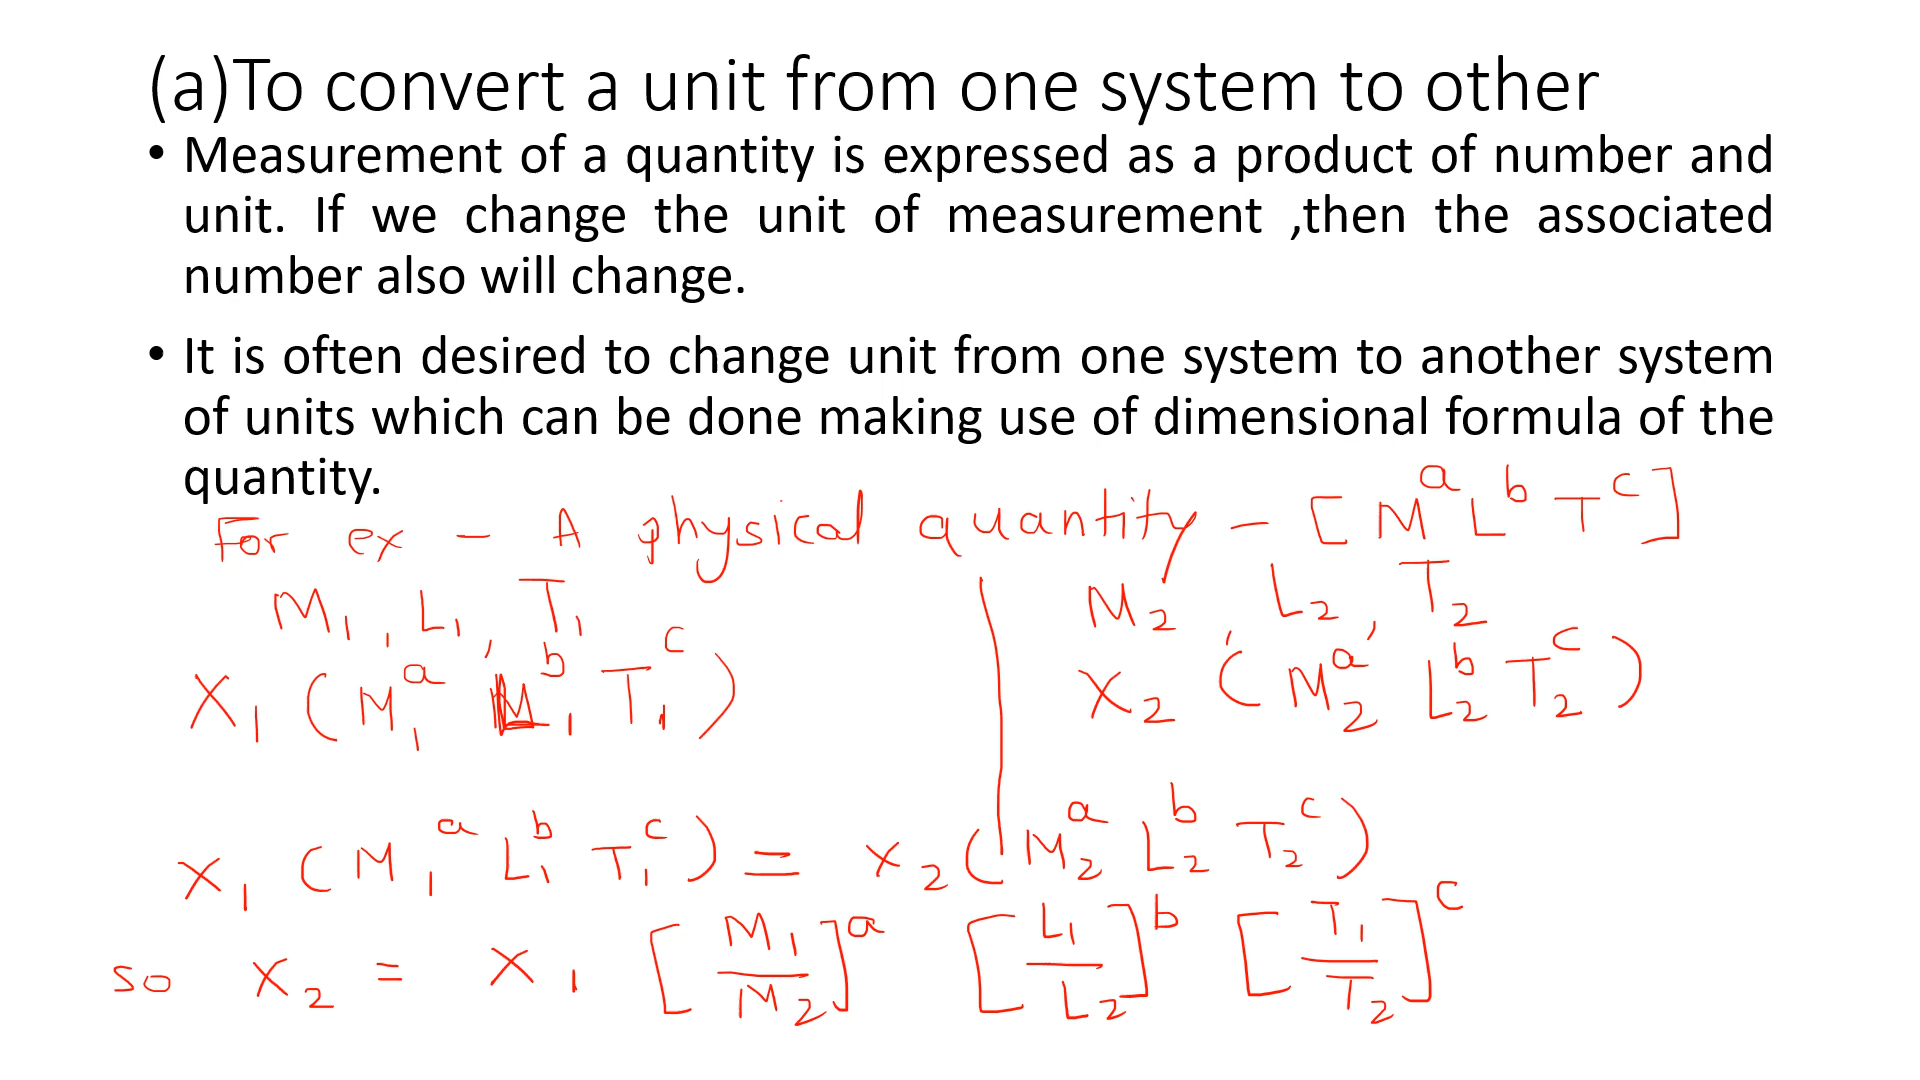 (a)To convert a unit from one system to other
• Measurement of a quantity is expressed as a product of number and
unit. If we change the unit of measurement ,then the associated
number also will change.
• It is often desired to change unit from one system to another system
of units which can be done making use of dimensional formula of the
quantity.
For ex - A physical quantity - [M^a L^b T^c]
M₁, L₁, T₁
M₂, L₂, T₂
X₁ (M₁^a L₁^b T₁^c)
X₂ (M₂^a L₂^b T₂^c)
X₁ (M₁^a L₁^b T₁^c) = X₂ (M₂^a L₂^b T₂^c)
so X₂ = X₁ [M₁/M₂]^a [L₁/L₂]^b [T₁/T₂]^c